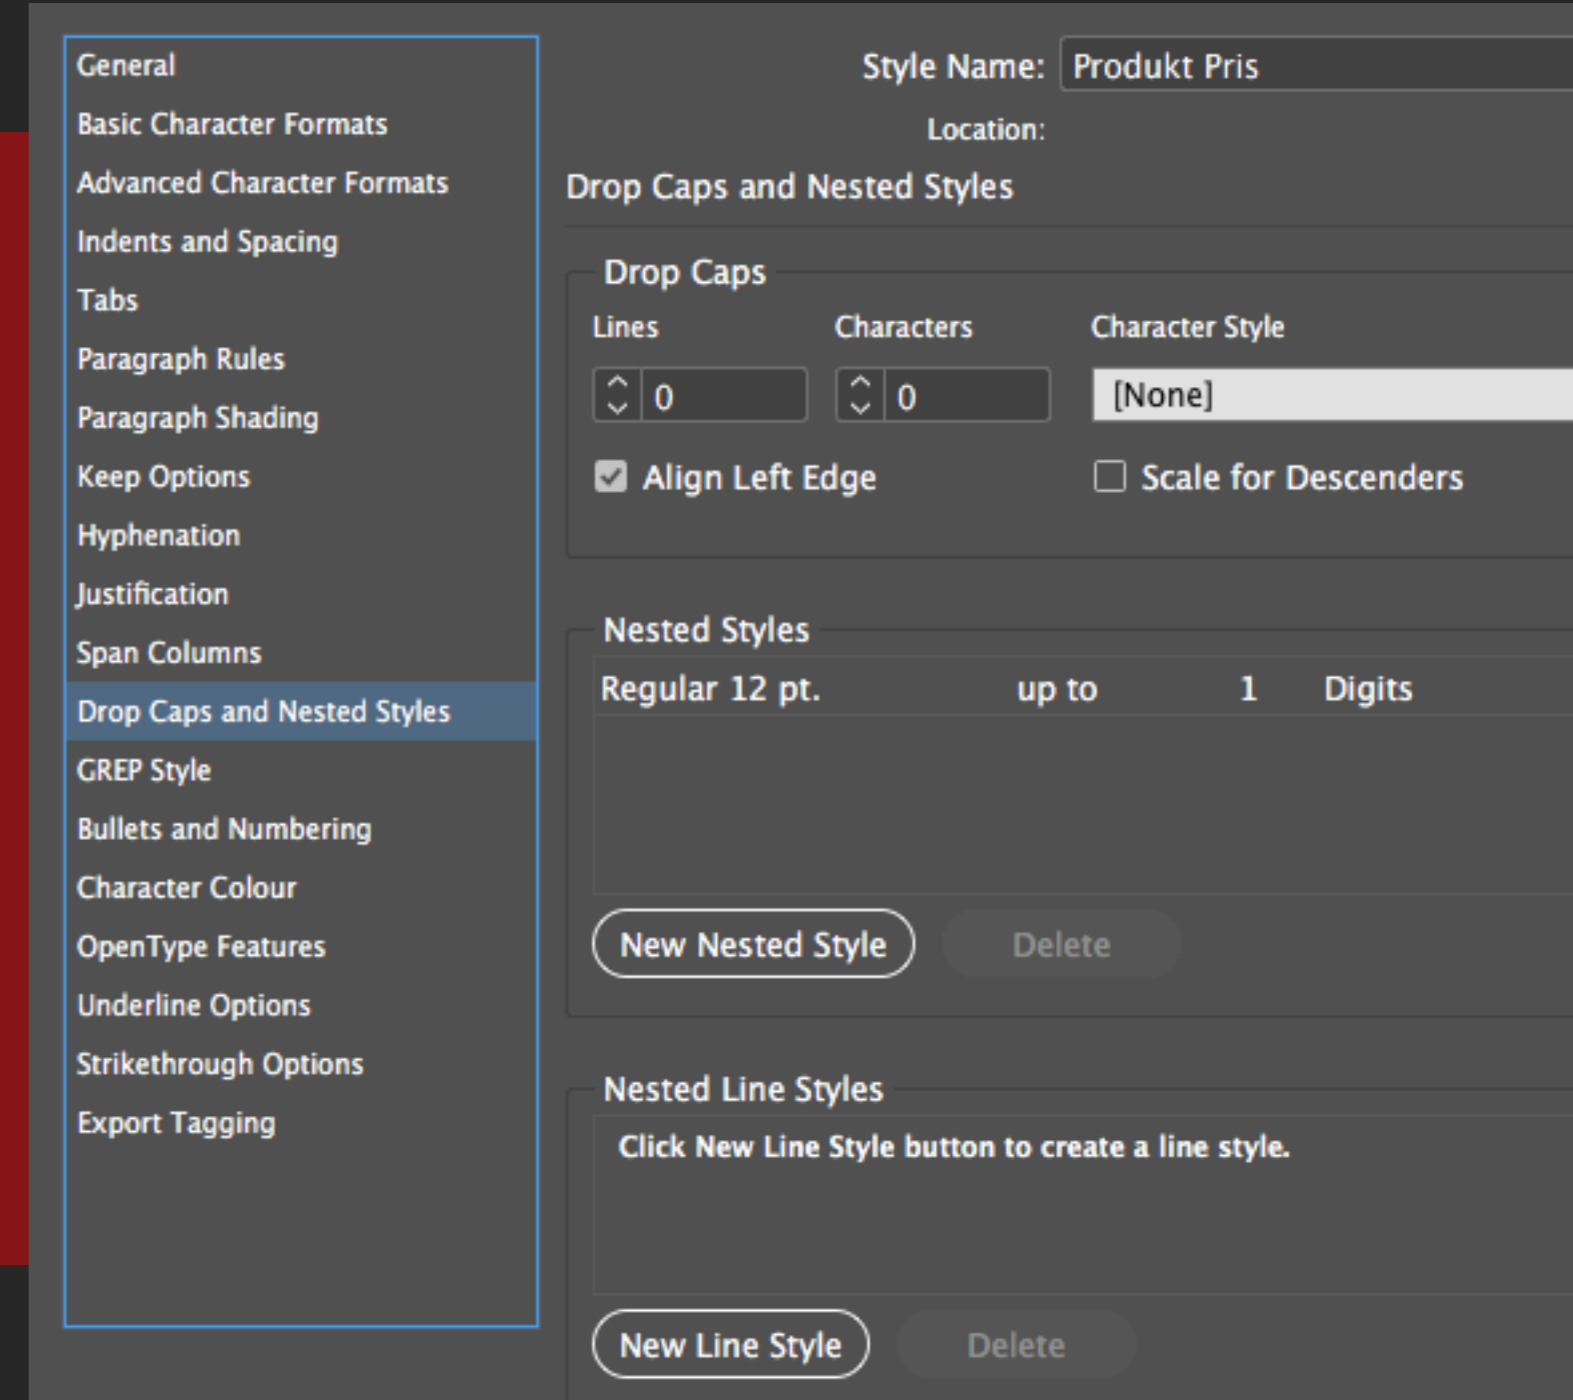 General
Basic Character Formats
Advanced Character Formats
Indents and Spacing
Tabs
Paragraph Rules
Paragraph Shading
Keep Options
Hyphenation
Justification
Span Columns
Drop Caps and Nested Styles
GREP Style
Bullets and Numbering
Character Colour
OpenType Features
Underline Options
Strikethrough Options
Export Tagging
Style Name: Produkt Pris
Location:
Drop Caps and Nested Styles
Drop Caps
Lines Characters Character Style
0 0 [None]
Align Left Edge Scale for Descenders
Nested Styles
Regular 12 pt. up to 1 Digits
New Nested Style Delete
Nested Line Styles
Click New Line Style button to create a line style.
New Line Style Delete